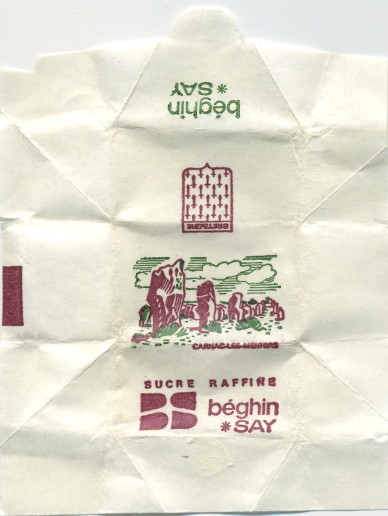 béghin
*SAY
BRETAGNE
CARNAC-LES-MENHIRS
SUCRE RAFFINE
BS béghin
*SAY